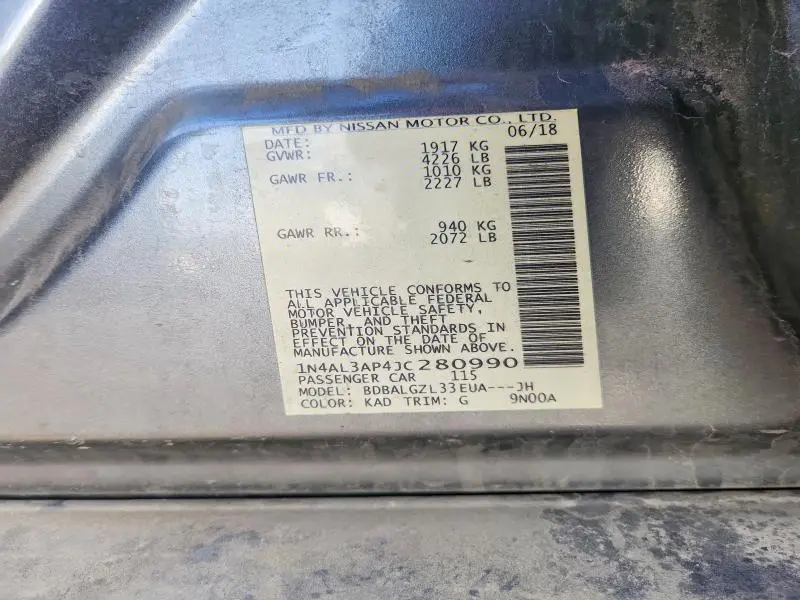 MFD BY NISSAN MOTOR CO., LTD.
DATE: 06/18
GVWR: 1917 KG
4226 LB
GAWR FR.: 1010 KG
2227 LB
GAWR RR.: 940 KG
2072 LB
THIS VEHICLE CONFORMS TO
ALL APPLICABLE FEDERAL
MOTOR VEHICLE SAFETY,
BUMPER, AND THEFT
PREVENTION STANDARDS IN
EFFECT ON THE DATE OF
MANUFACTURE SHOWN ABOVE.
1N4AL3AP4JC280990
PASSENGER CAR 115
MODEL: BDBALGZL33EUA---JH
COLOR: KAD TRIM: G 9N00A